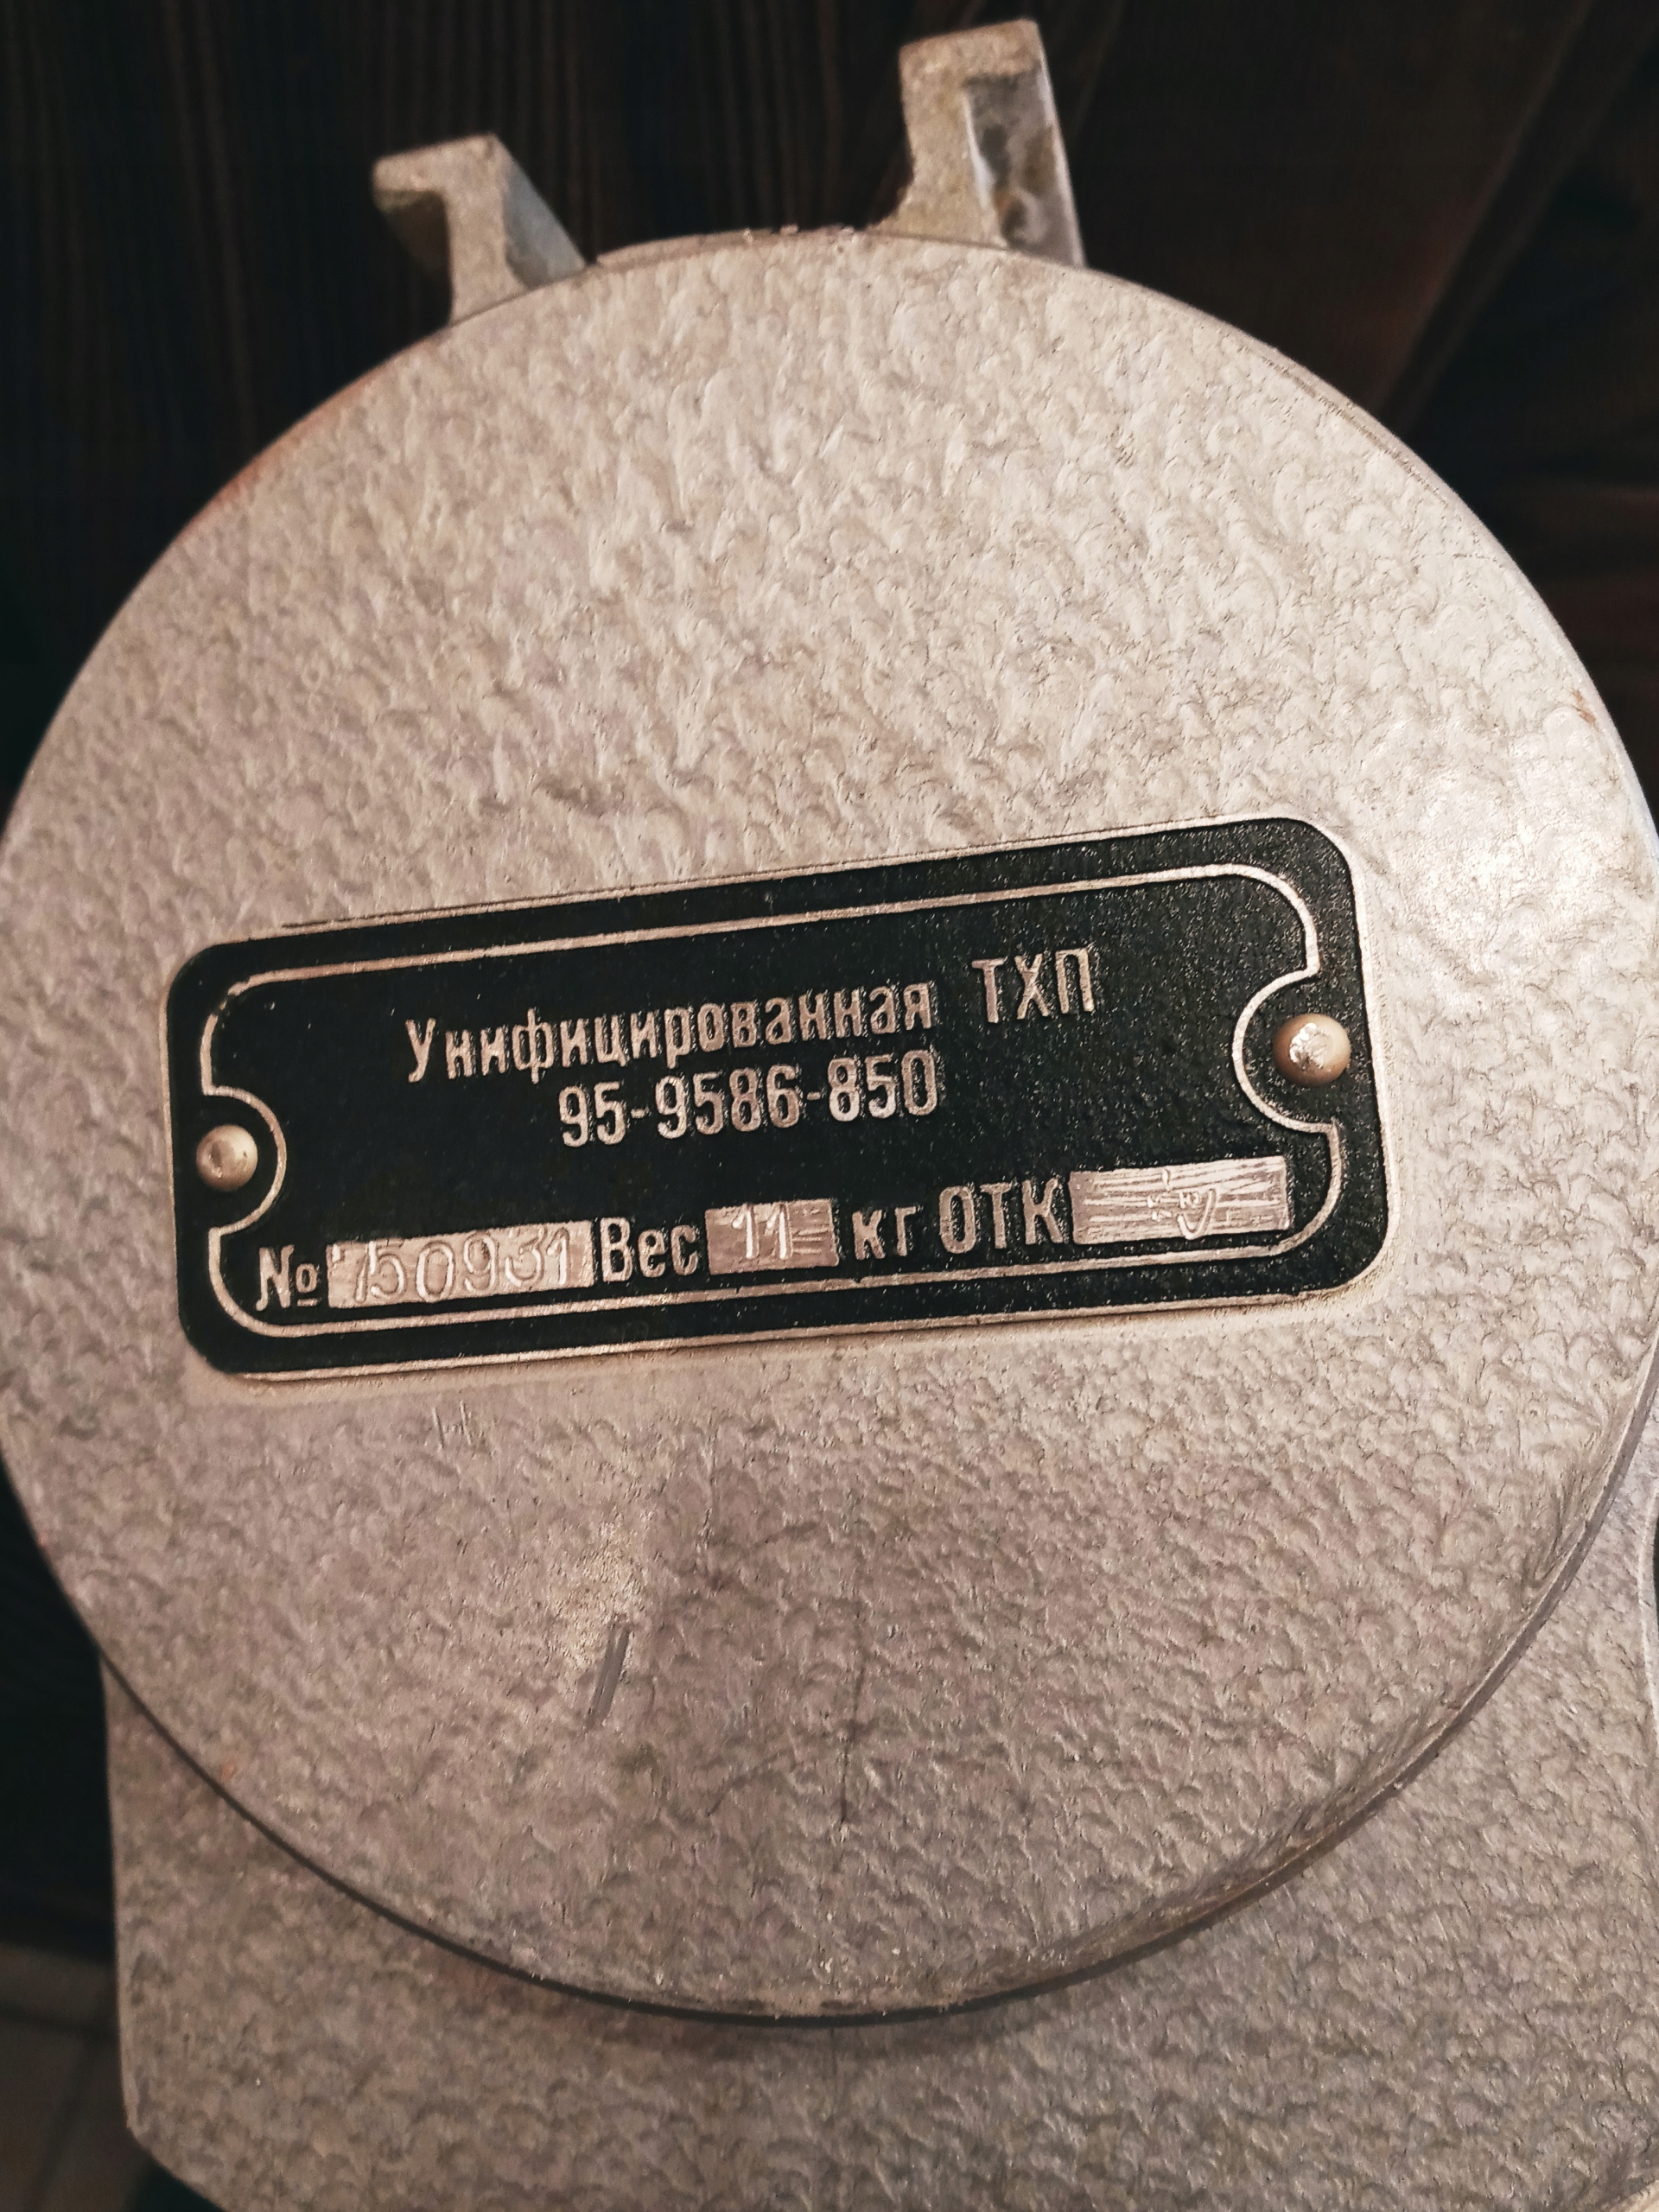 Унифицированная ТХП
95-9586-850
№ 750931 Вес 11 кг ОТК